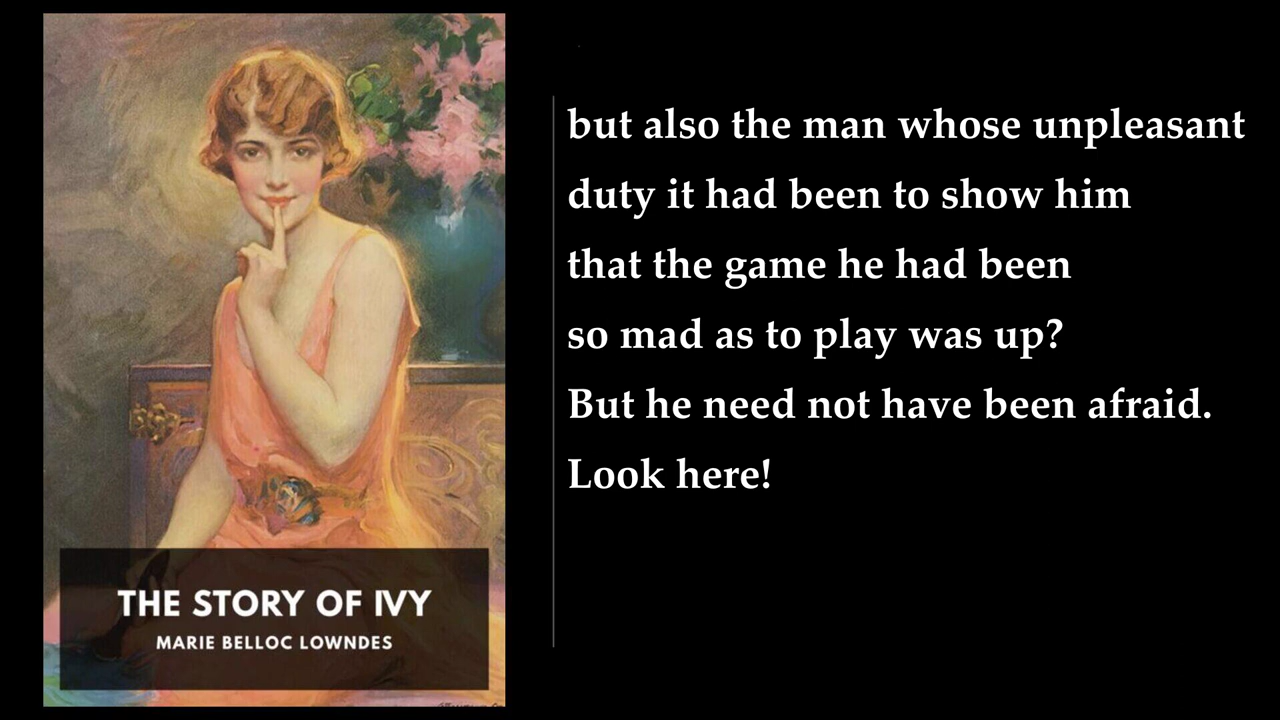 but also the man whose unpleasant
duty it had been to show him
that the game he had been
so mad as to play was up?
But he need not have been afraid.
Look here!
THE STORY OF IVY
MARIE BELLOC LOWNDES